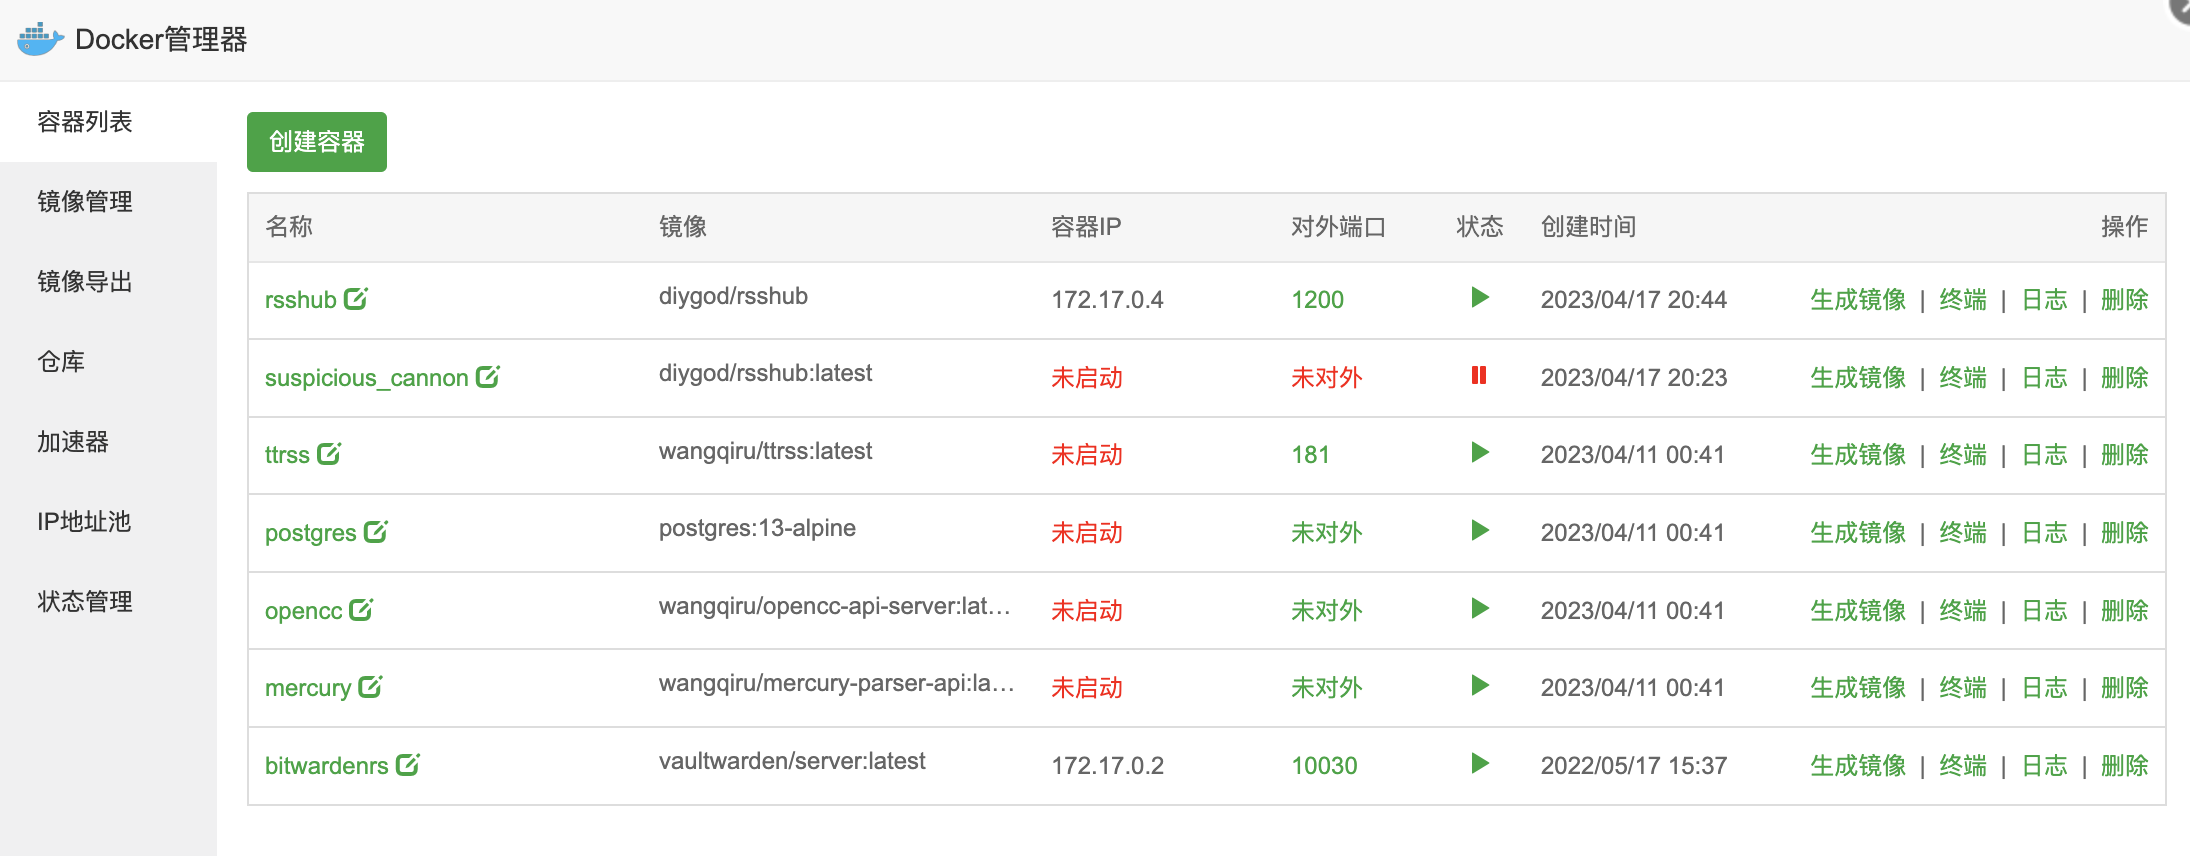 Docker管理器
容器列表
镜像管理
镜像导出
仓库
加速器
IP地址池
状态管理
创建容器
名称 镜像 容器IP 对外端口 状态 创建时间 操作
rsshub diygod/rsshub 172.17.0.4 1200 2023/04/17 20:44 生成镜像 | 终端 | 日志 | 删除
suspicious_cannon diygod/rsshub:latest 未启动 未对外 2023/04/17 20:23 生成镜像 | 终端 | 日志 | 删除
ttrss wangqiru/ttrss:latest 未启动 181 2023/04/11 00:41 生成镜像 | 终端 | 日志 | 删除
postgres postgres:13-alpine 未启动 未对外 2023/04/11 00:41 生成镜像 | 终端 | 日志 | 删除
opencc wangqiru/opencc-api-server:lat... 未启动 未对外 2023/04/11 00:41 生成镜像 | 终端 | 日志 | 删除
mercury wangqiru/mercury-parser-api:la... 未启动 未对外 2023/04/11 00:41 生成镜像 | 终端 | 日志 | 删除
bitwardenrs vaultwarden/server:latest 172.17.0.2 10030 2022/05/17 15:37 生成镜像 | 终端 | 日志 | 删除